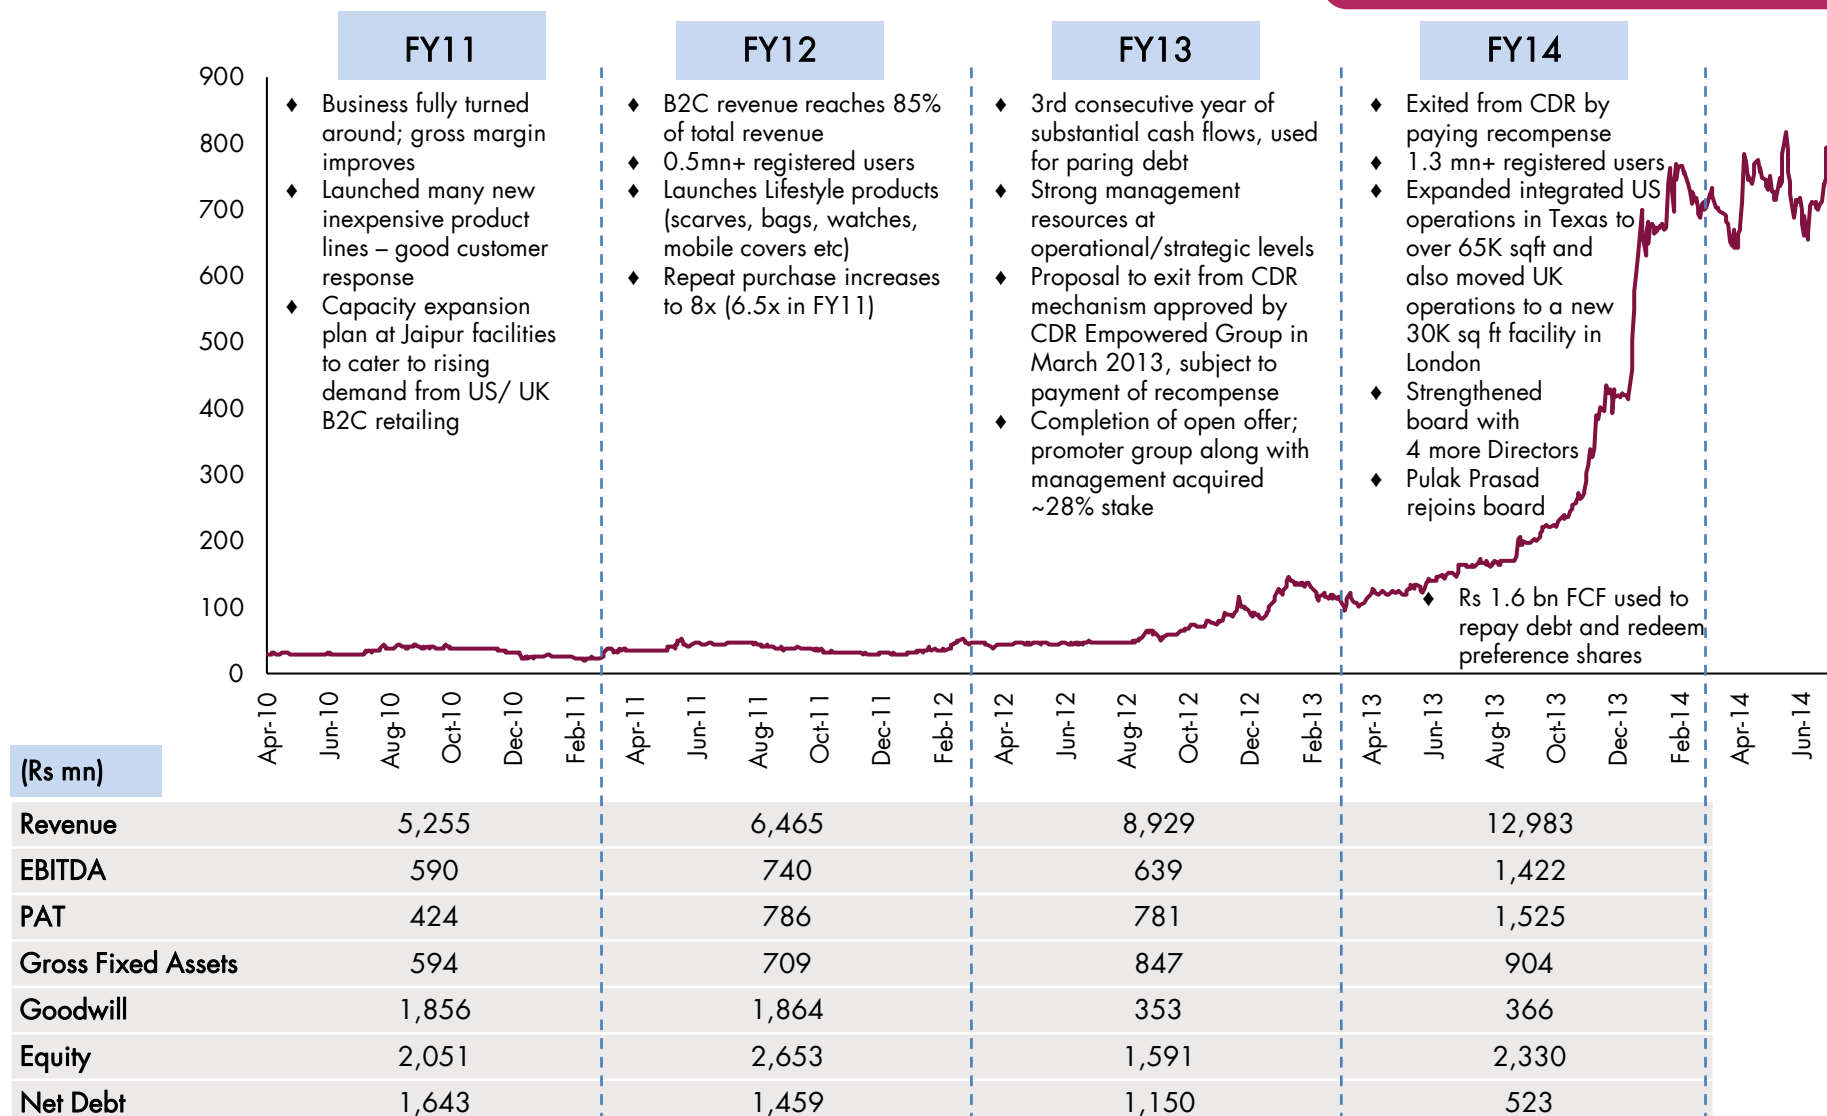 FY11
FY12
FY13
FY14
♦ Business fully turned
around; gross margin
improves
♦ Launched many new
inexpensive product
lines – good customer
response
♦ Capacity expansion
plan at Jaipur facilities
to cater to rising
demand from US/ UK
B2C retailing
♦ B2C revenue reaches 85%
of total revenue
♦ 0.5mn+ registered users
♦ Launches Lifestyle products
(scarves, bags, watches,
mobile covers etc)
♦ Repeat purchase increases
to 8x (6.5x in FY11)
♦ 3rd consecutive year of
substantial cash flows, used
for paring debt
♦ Strong management
resources at
operational/strategic levels
♦ Proposal to exit from CDR
mechanism approved by
CDR Empowered Group in
March 2013, subject to
payment of recompense
♦ Completion of open offer;
promoter group along with
management acquired
~28% stake
♦ Exited from CDR by
paying recompense
♦ 1.3 mn+ registered users
♦ Expanded integrated US
operations in Texas to
over 65K sqft and
also moved UK
operations to a new
30K sq ft facility in
London
♦ Strengthened
board with
4 more Directors
♦ Pulak Prasad
rejoins board
♦ Rs 1.6 bn FCF used to
repay debt and redeem
preference shares
900
800
700
600
500
400
300
200
100
0
Apr-10
Jun-10
Aug-10
Oct-10
Dec-10
Feb-11
Apr-11
Jun-11
Aug-11
Oct-11
Dec-11
Feb-12
Apr-12
Jun-12
Aug-12
Oct-12
Dec-12
Feb-13
Apr-13
Jun-13
Aug-13
Oct-13
Dec-13
Feb-14
Apr-14
Jun-14
(Rs mn)
Revenue 5,255 6,465 8,929 12,983
EBITDA 590 740 639 1,422
PAT 424 786 781 1,525
Gross Fixed Assets 594 709 847 904
Goodwill 1,856 1,864 353 366
Equity 2,051 2,653 1,591 2,330
Net Debt 1,643 1,459 1,150 523